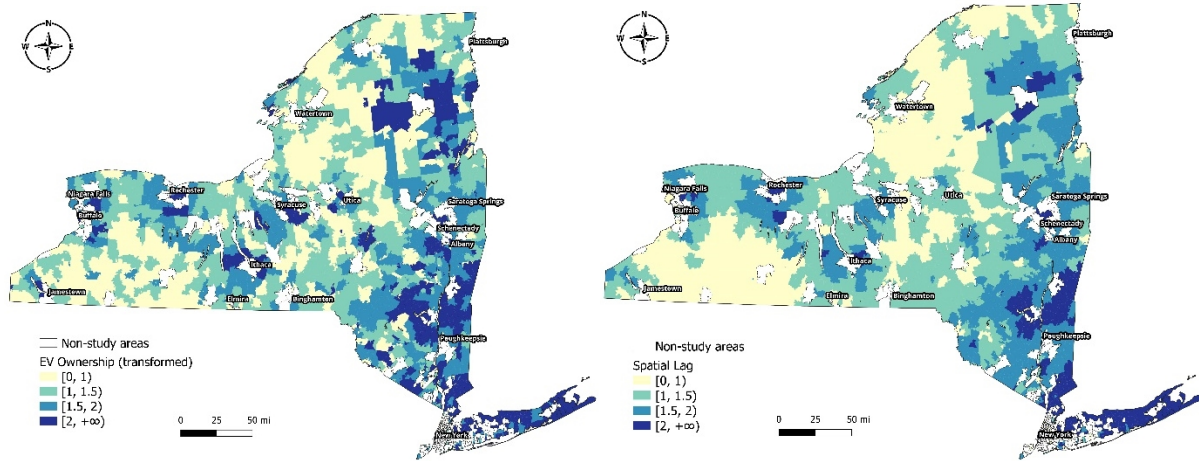 N
W E
S
Plattsburgh
Watertown
Niagara Falls
Rochester
Syracuse
Utica
Saratoga Springs
Buffalo
Schenectady
Albany
Ithaca
Jamestown
Elmira
Binghamton
Poughkeepsie
New York
Non-study areas
EV Ownership (transformed)
[0, 1)
[1, 1.5)
[1.5, 2)
[2, +∞)
0 25 50 mi
N
W E
S
Plattsburgh
Watertown
Niagara Falls
Rochester
Syracuse
Utica
Saratoga Springs
Buffalo
Schenectady
Albany
Ithaca
Jamestown
Elmira
Binghamton
Poughkeepsie
New York
Non-study areas
Spatial Lag
[0, 1)
[1, 1.5)
[1.5, 2)
[2, +∞)
0 25 50 mi